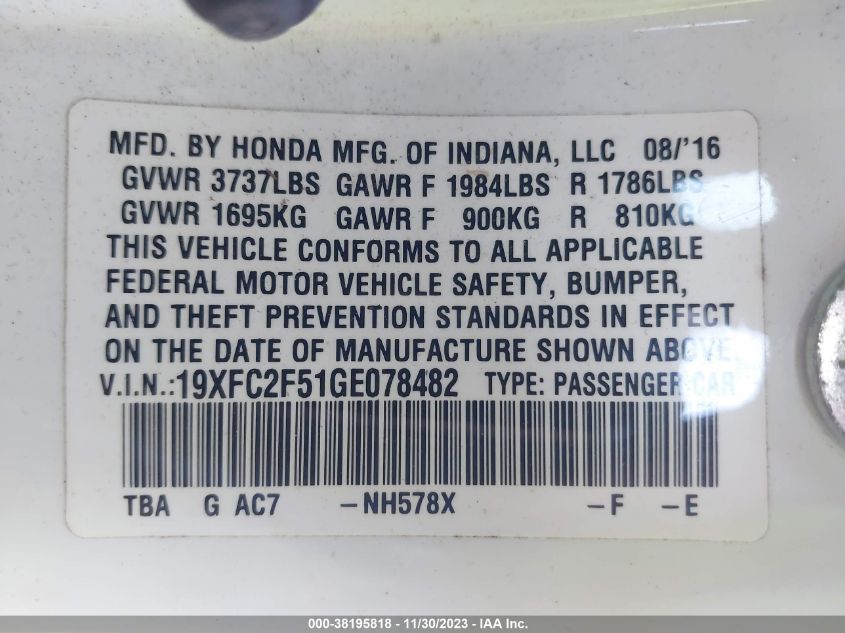 MFD. BY HONDA MFG. OF INDIANA, LLC 08/'16
GVWR 3737LBS GAWR F 1984LBS R 1786LBS
GVWR 1695KG GAWR F 900KG R 810KG
THIS VEHICLE CONFORMS TO ALL APPLICABLE
FEDERAL MOTOR VEHICLE SAFETY, BUMPER,
AND THEFT PREVENTION STANDARDS IN EFFECT
ON THE DATE OF MANUFACTURE SHOWN ABOVE.
V.I.N.:19XFC2F51GE078482 TYPE: PASSENGER CAR
TBA G AC7 -NH578X -F -E
000-38195818 - 11/30/2023 - IAA Inc.